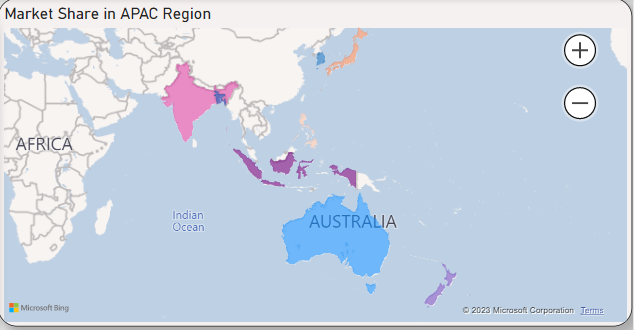 Market Share in APAC Region
AFRICA
Indian
Ocean
AUSTRALIA
Microsoft Bing
© 2023 Microsoft Corporation Terms